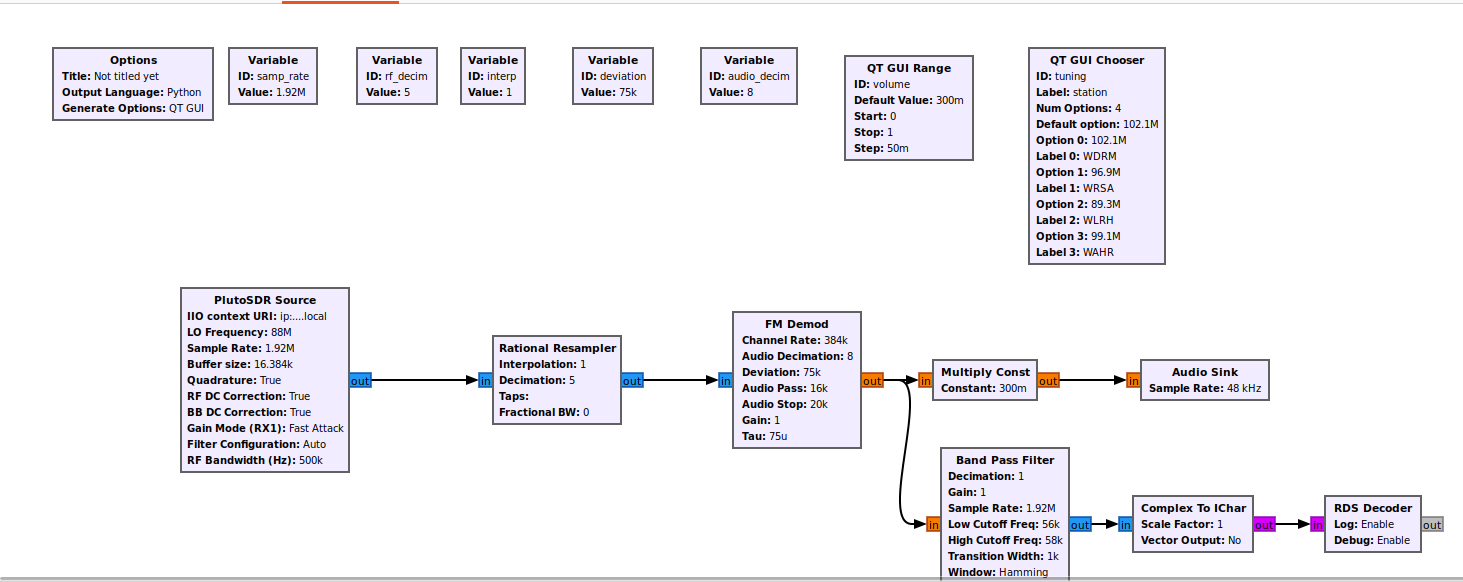 Options
Title: Not titled yet
Output Language: Python
Generate Options: QT GUI
Variable
ID: samp_rate
Value: 1.92M
Variable
ID: rf_decim
Value: 5
Variable
ID: interp
Value: 1
Variable
ID: deviation
Value: 75k
Variable
ID: audio_decim
Value: 8
QT GUI Range
ID: volume
Default Value: 300m
Start: 0
Stop: 1
Step: 50m
QT GUI Chooser
ID: tuning
Label: station
Num Options: 4
Default option: 102.1M
Option 0: 102.1M
Label 0: WDRM
Option 1: 96.9M
Label 1: WRSA
Option 2: 89.3M
Label 2: WLRH
Option 3: 99.1M
Label 3: WAHR
PlutoSDR Source
IIO context URI: ip:....local
LO Frequency: 88M
Sample Rate: 1.92M
Buffer size: 16.384k
Quadrature: True
RF DC Correction: True
BB DC Correction: True
Gain Mode (RX1): Fast Attack
Filter Configuration: Auto
RF Bandwidth (Hz): 500k
out
in
Rational Resampler
Interpolation: 1
Decimation: 5
Taps:
Fractional BW: 0
out
in
FM Demod
Channel Rate: 384k
Audio Decimation: 8
Deviation: 75k
Audio Pass: 16k
Audio Stop: 20k
Gain: 1
Tau: 75u
out
in
Multiply Const
Constant: 300m
out
in
Audio Sink
Sample Rate: 48 kHz
in
Band Pass Filter
Decimation: 1
Gain: 1
Sample Rate: 1.92M
Low Cutoff Freq: 56k
High Cutoff Freq: 58k
Transition Width: 1k
Window: Hamming
out
in
Complex To IChar
Scale Factor: 1
Vector Output: No
out
in
RDS Decoder
Log: Enable
Debug: Enable
out